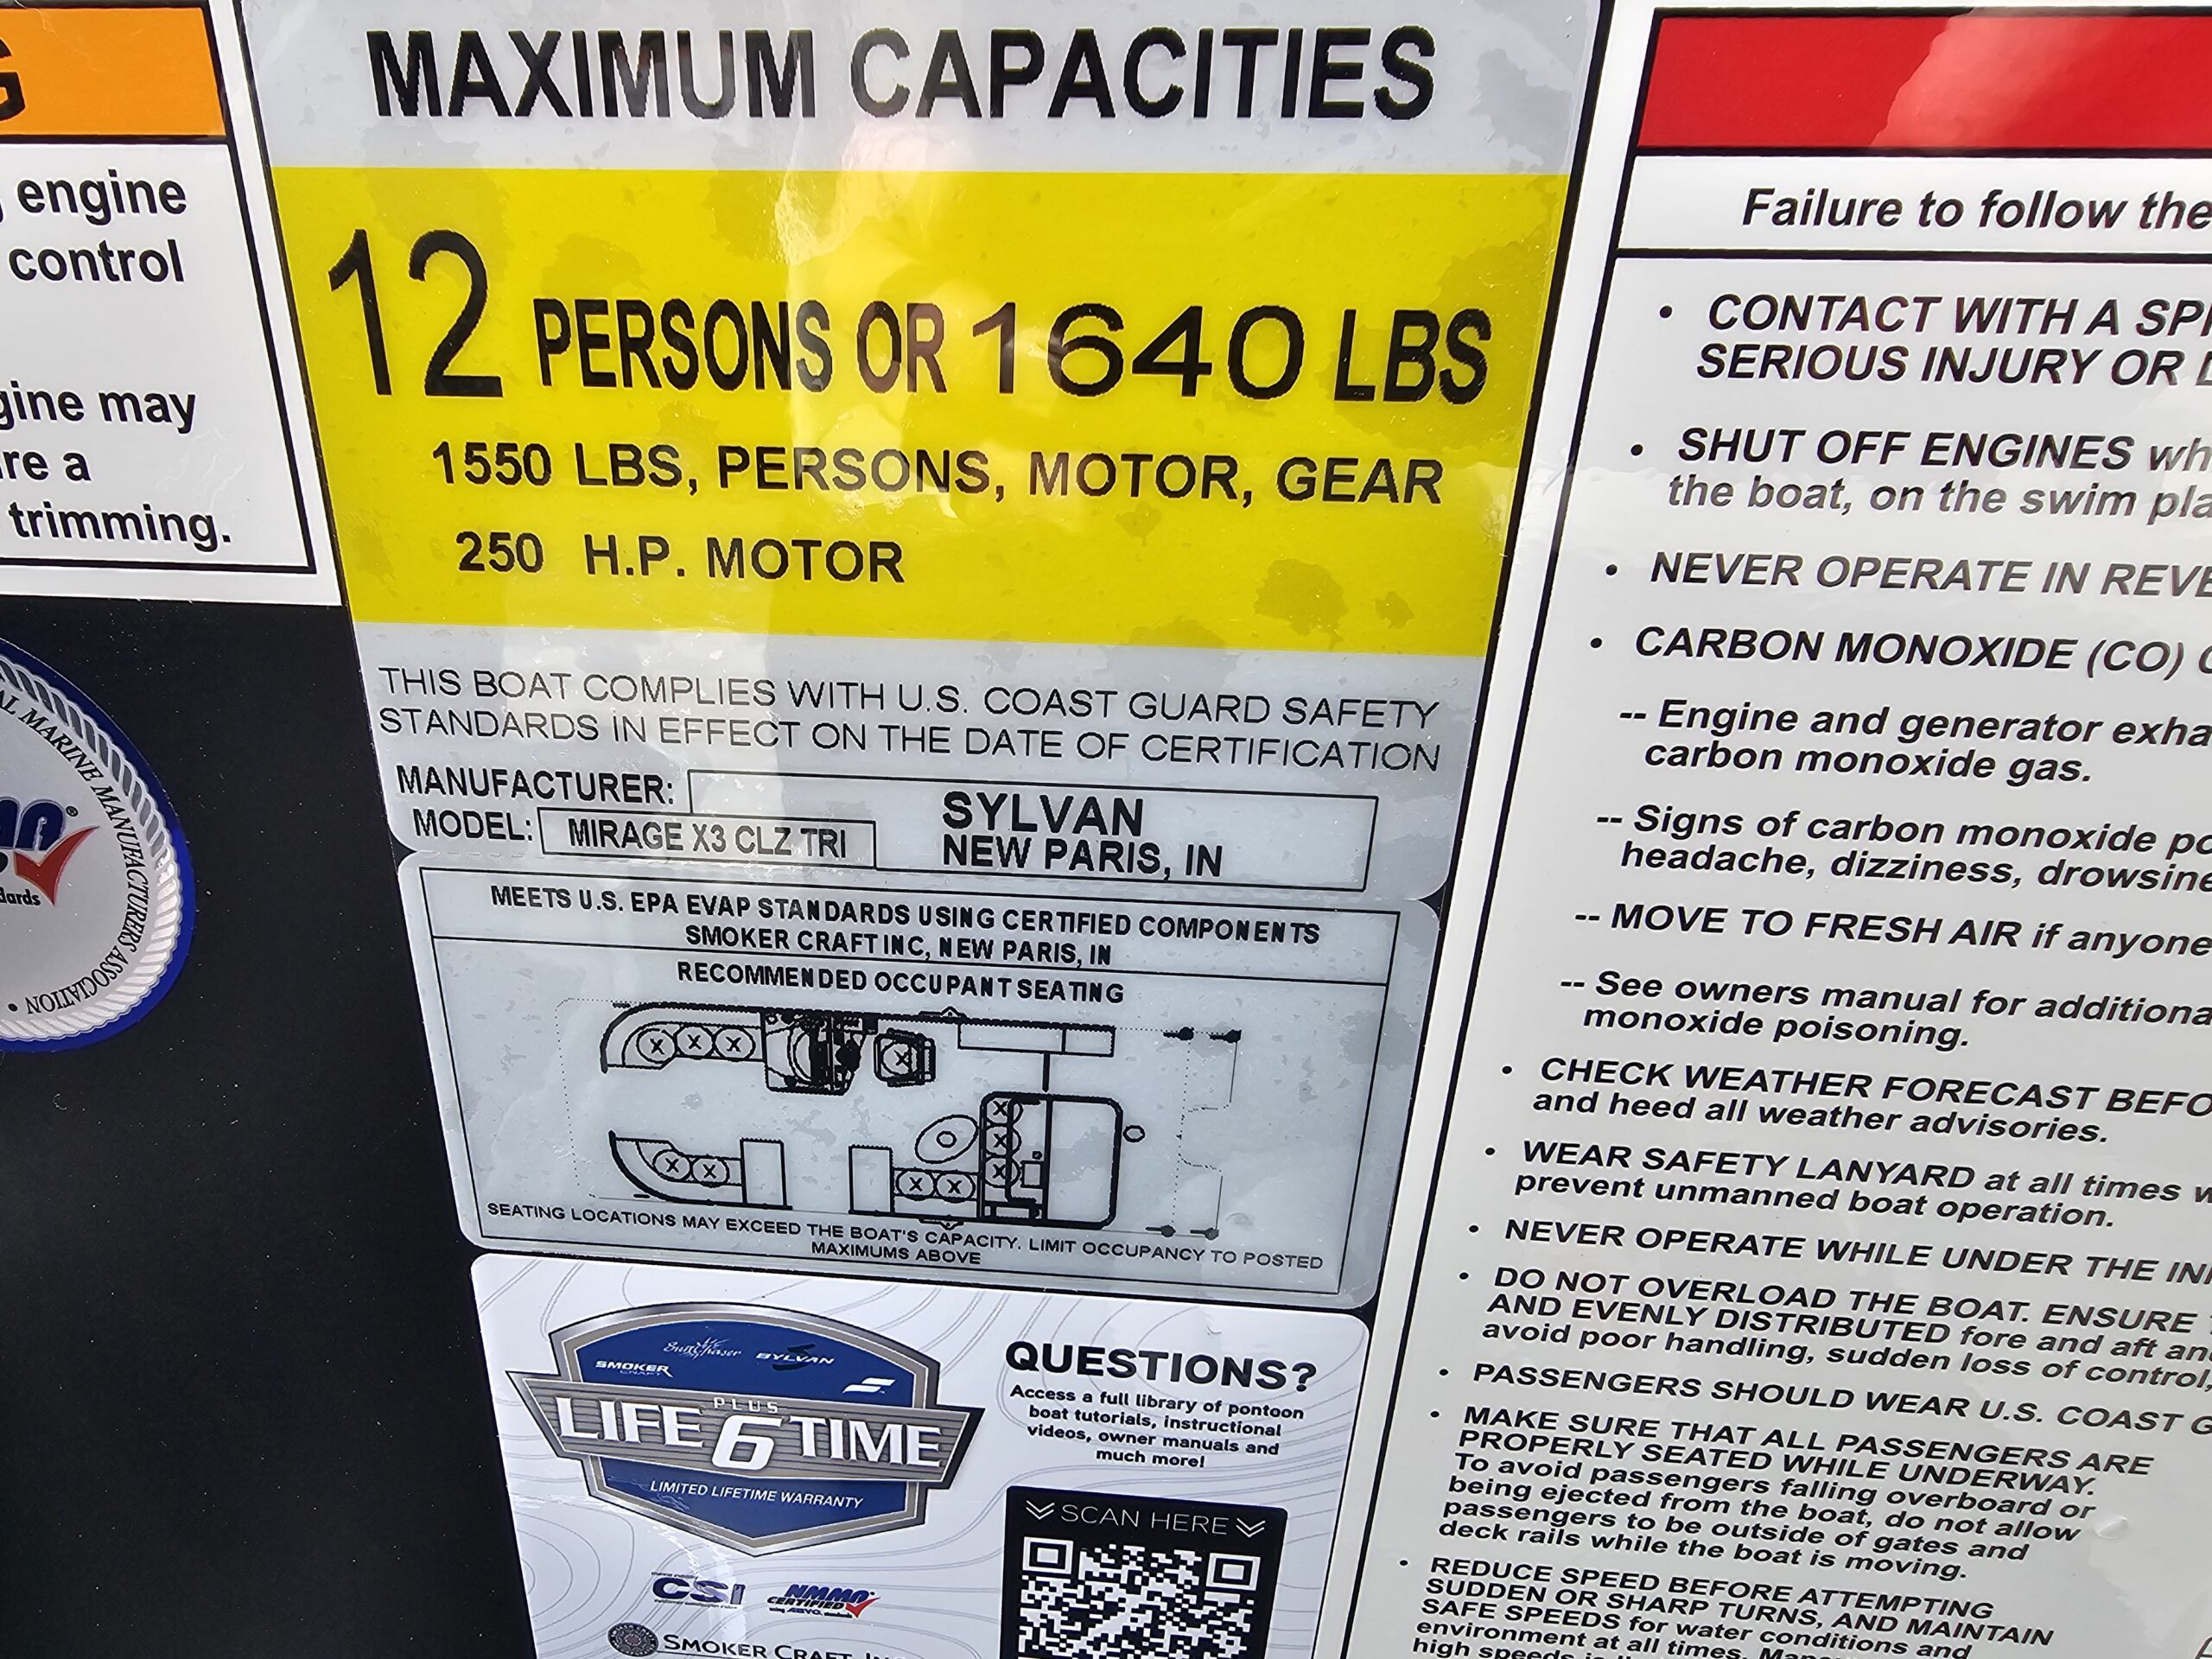 G
engine
control
gine may
re a
trimming.
AL MARINE MANUFACTURERS ASSOCIATION •
®
dards
MAXIMUM CAPACITIES
12 PERSONS OR 1640 LBS
1550 LBS, PERSONS, MOTOR, GEAR
250 H.P. MOTOR
THIS BOAT COMPLIES WITH U.S. COAST GUARD SAFETY
STANDARDS IN EFFECT ON THE DATE OF CERTIFICATION
MANUFACTURER: SYLVAN
MODEL: MIRAGE X3 CLZ TRI NEW PARIS, IN
MEETS U.S. EPA EVAP STANDARDS USING CERTIFIED COMPONENTS
SMOKER CRAFT INC, NEW PARIS, IN
RECOMMENDED OCCUPANT SEATING
SEATING LOCATIONS MAY EXCEED THE BOAT'S CAPACITY. LIMIT OCCUPANCY TO POSTED
MAXIMUMS ABOVE
SunChaser
SYLVAN
SMOKER
CRAFT
PLUS
LIFE 6 TIME
LIMITED LIFETIME WARRANTY
QUESTIONS?
Access a full library of pontoon
boat tutorials, instructional
videos, owner manuals and
much more!
SCAN HERE
CSI
NMMA
CERTIFIED
SMOKER CRAFT, INC
Failure to follow the
• CONTACT WITH A SPI
SERIOUS INJURY OR D
• SHUT OFF ENGINES wh
the boat, on the swim pla
• NEVER OPERATE IN REVE
• CARBON MONOXIDE (CO) C
-- Engine and generator exha
carbon monoxide gas.
-- Signs of carbon monoxide po
headache, dizziness, drowsine
-- MOVE TO FRESH AIR if anyone
-- See owners manual for additiona
monoxide poisoning.
• CHECK WEATHER FORECAST BEFO
and heed all weather advisories.
• WEAR SAFETY LANYARD at all times w
prevent unmanned boat operation.
• NEVER OPERATE WHILE UNDER THE INF
• DO NOT OVERLOAD THE BOAT. ENSURE
AND EVENLY DISTRIBUTED fore and aft an
avoid poor handling, sudden loss of control,
• PASSENGERS SHOULD WEAR U.S. COAST G
• MAKE SURE THAT ALL PASSENGERS ARE
PROPERLY SEATED WHILE UNDERWAY.
To avoid passengers falling overboard or
being ejected from the boat, do not allow
passengers to be outside of gates and
deck rails while the boat is moving.
• REDUCE SPEED BEFORE ATTEMPTING
SUDDEN OR SHARP TURNS, AND MAINTAIN
SAFE SPEEDS for water conditions and
environment at all times.
high speeds